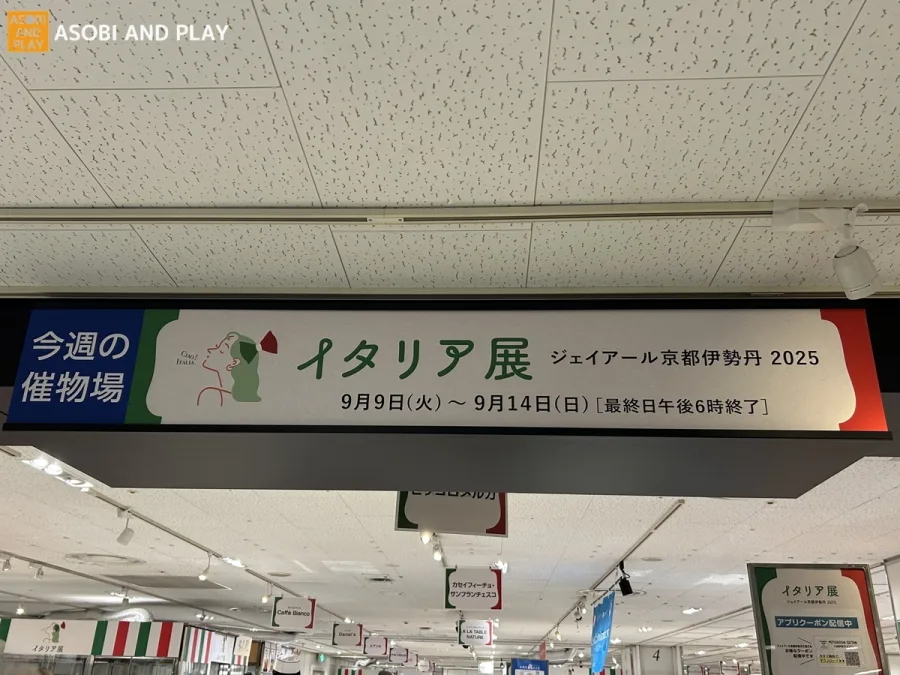 ASOBI
AND
PLAY
ASOBI AND PLAY
今週の
催物場
CIAO!
ITALIA.
イタリア展
ジェイアール京都伊勢丹 2025
9月9日(火) ～ 9月14日(日) [最終日午後6時終了]
カセイフィーチョ・
サンフランチェスコ
Caffè Bianco
Daniel's
A LA TABLE
NATURE
4
イタリア展
イタリア展
ジェイアール京都伊勢丹 2025
アプリクーポン配信中